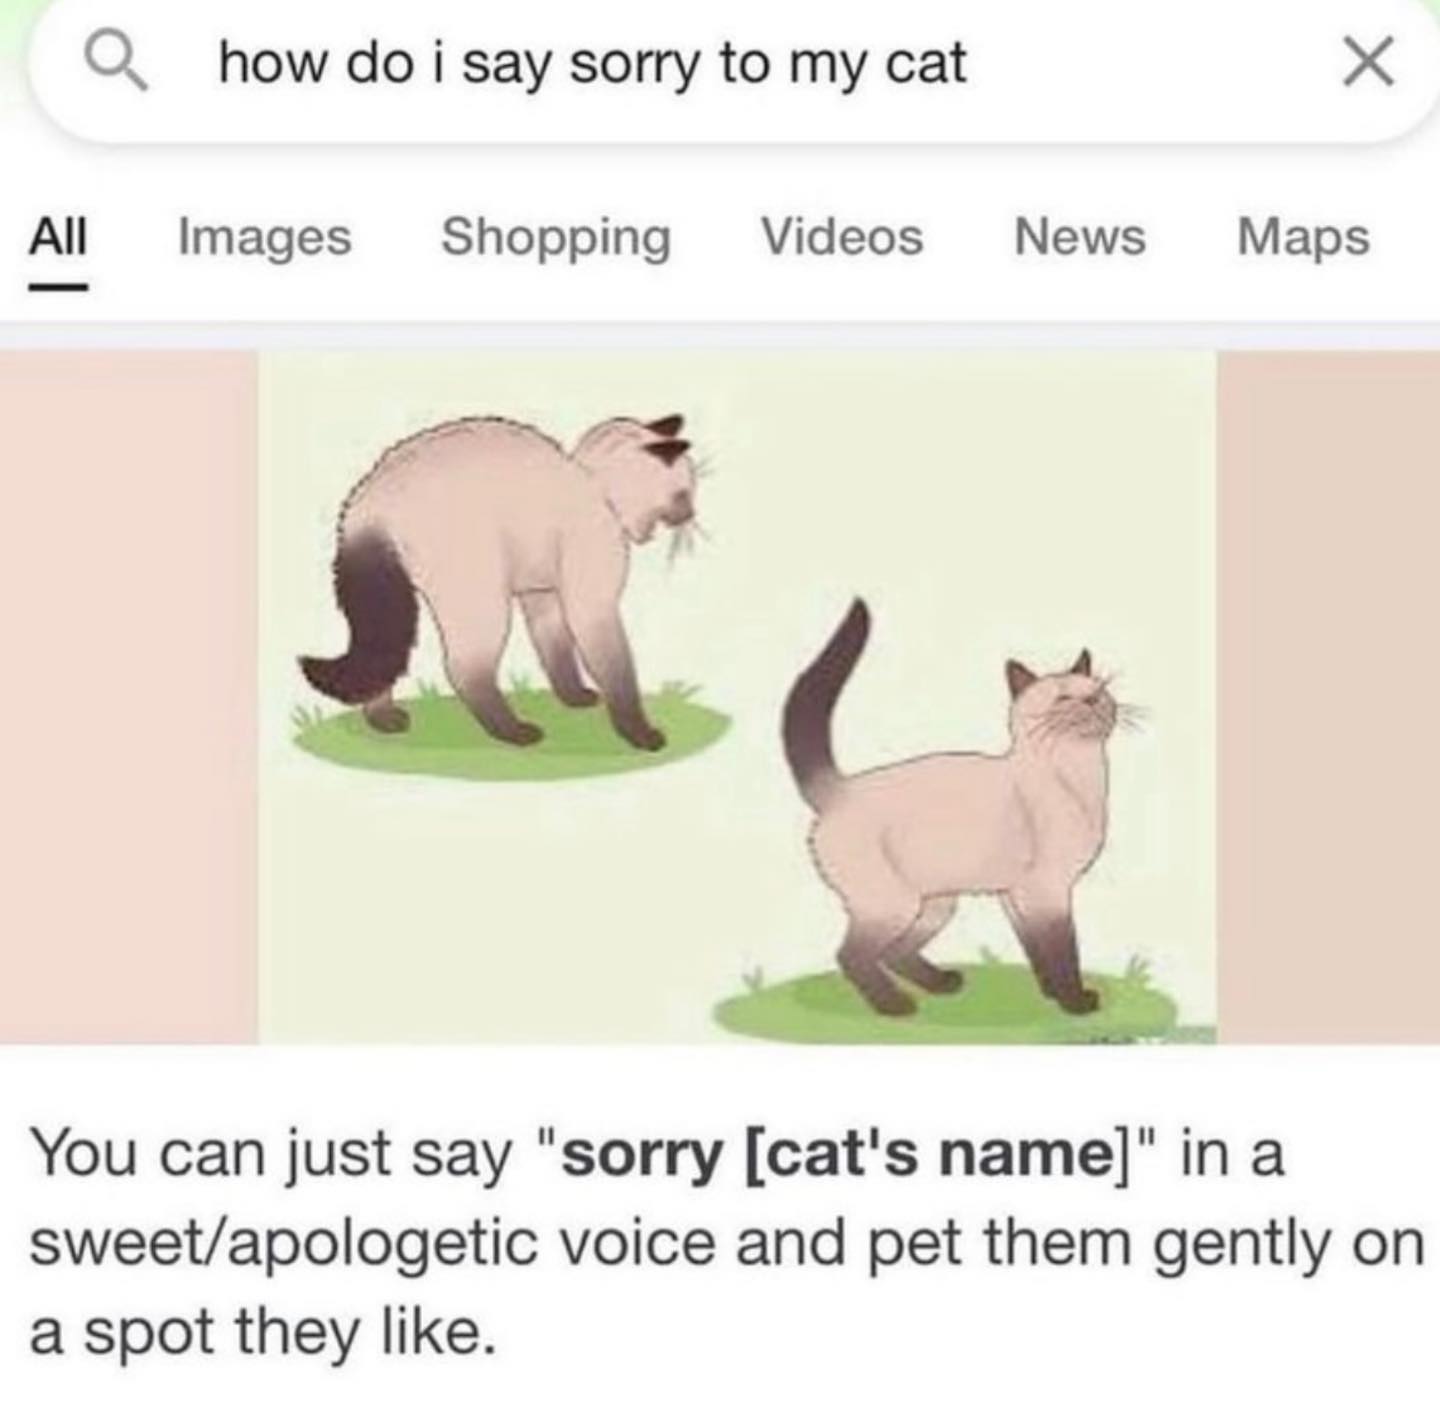 how do i say sorry to my cat
All Images Shopping Videos News Maps
You can just say "sorry [cat's name]" in a
sweet/apologetic voice and pet them gently on
a spot they like.